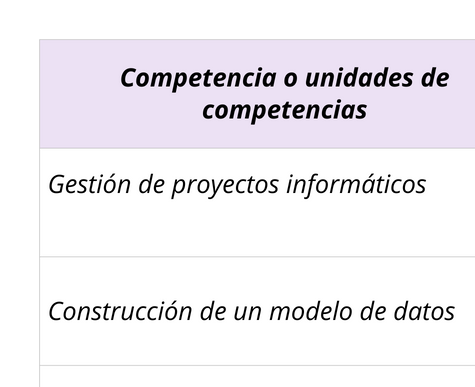 Competencia o unidades de
competencias
Gestión de proyectos informáticos
Construcción de un modelo de datos